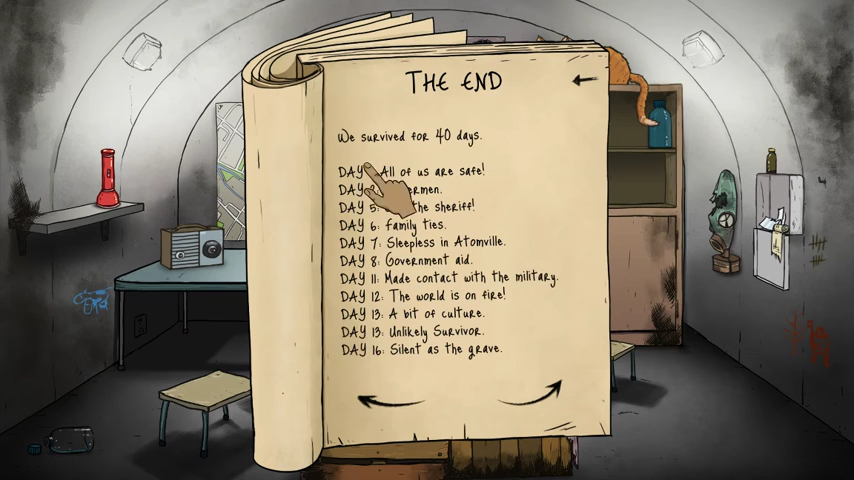 THE END
We survived for 40 days.
DAY All of us are safe!
DAY
DAY 5: the sheriff!
DAY 6: Family ties.
DAY 7: Sleepless in Atomville.
DAY 8: Government aid.
DAY 11: Made contact with the military.
DAY 12: The world is on fire!
DAY 13: A bit of culture.
DAY 13: Unlikely Survivor.
DAY 16: Silent as the grave.